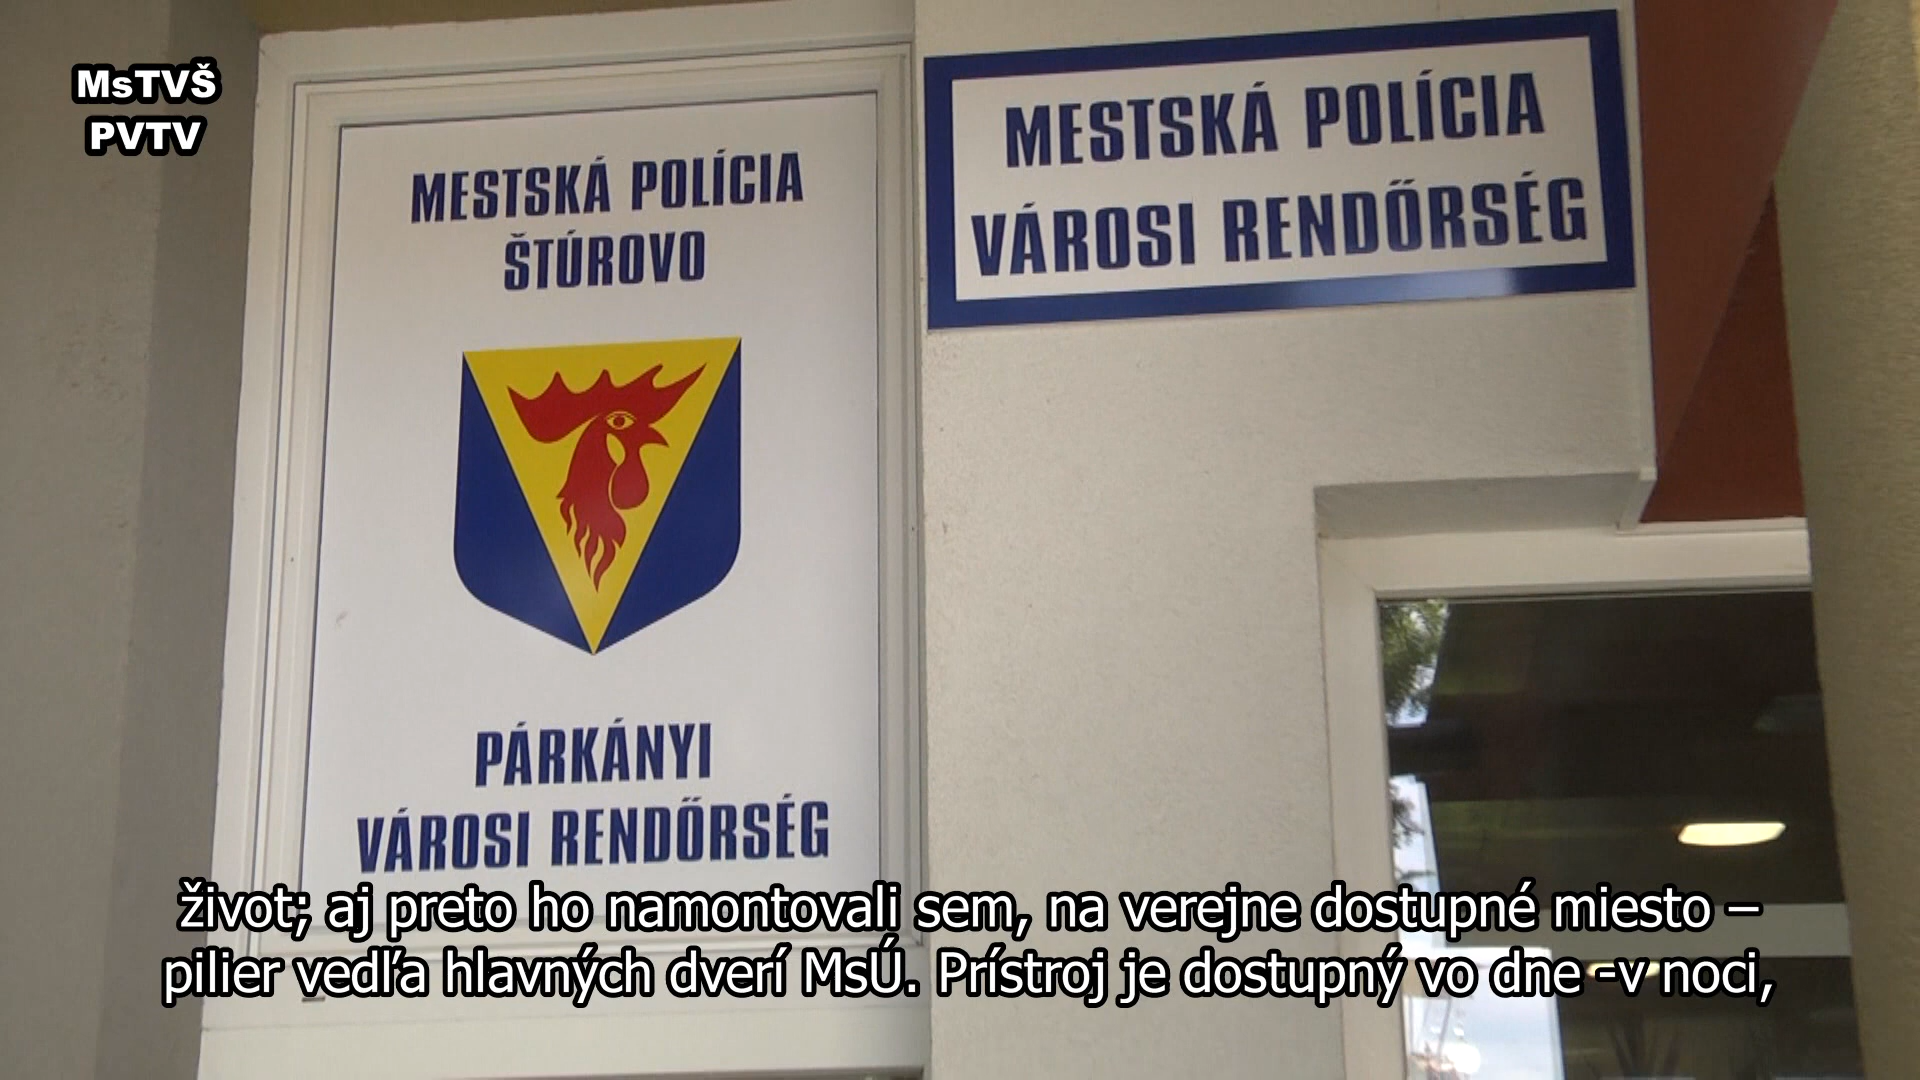 MsTVŠ
PVTV
MESTSKÁ POLÍCIA
ŠTÚROVO
PÁRKÁNYI
VÁROSI RENDŐRSÉG
MESTSKÁ POLÍCIA
VÁROSI RENDŐRSÉG
život; aj preto ho namontovali sem, na verejne dostupné miesto –
pilier vedľa hlavných dverí MsÚ. Prístroj je dostupný vo dne -v noci,